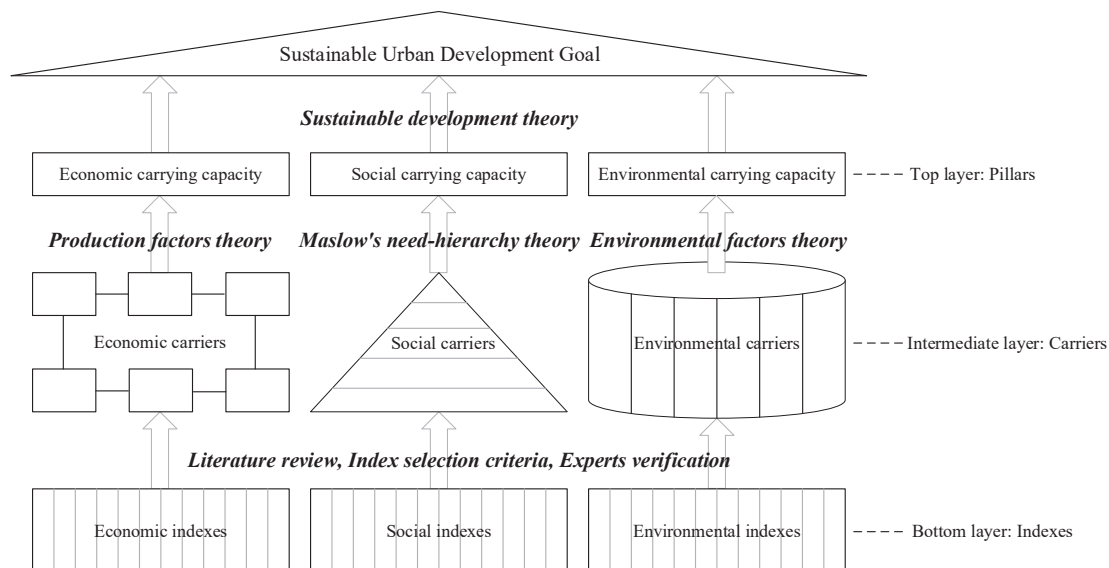 Sustainable Urban Development Goal
Sustainable development theory
Economic carrying capacity
Social carrying capacity
Environmental carrying capacity
Top layer: Pillars
Production factors theory
Maslow's need-hierarchy theory
Environmental factors theory
Economic carriers
Social carriers
Environmental carriers
Intermediate layer: Carriers
Literature review, Index selection criteria, Experts verification
Economic indexes
Social indexes
Environmental indexes
Bottom layer: Indexes